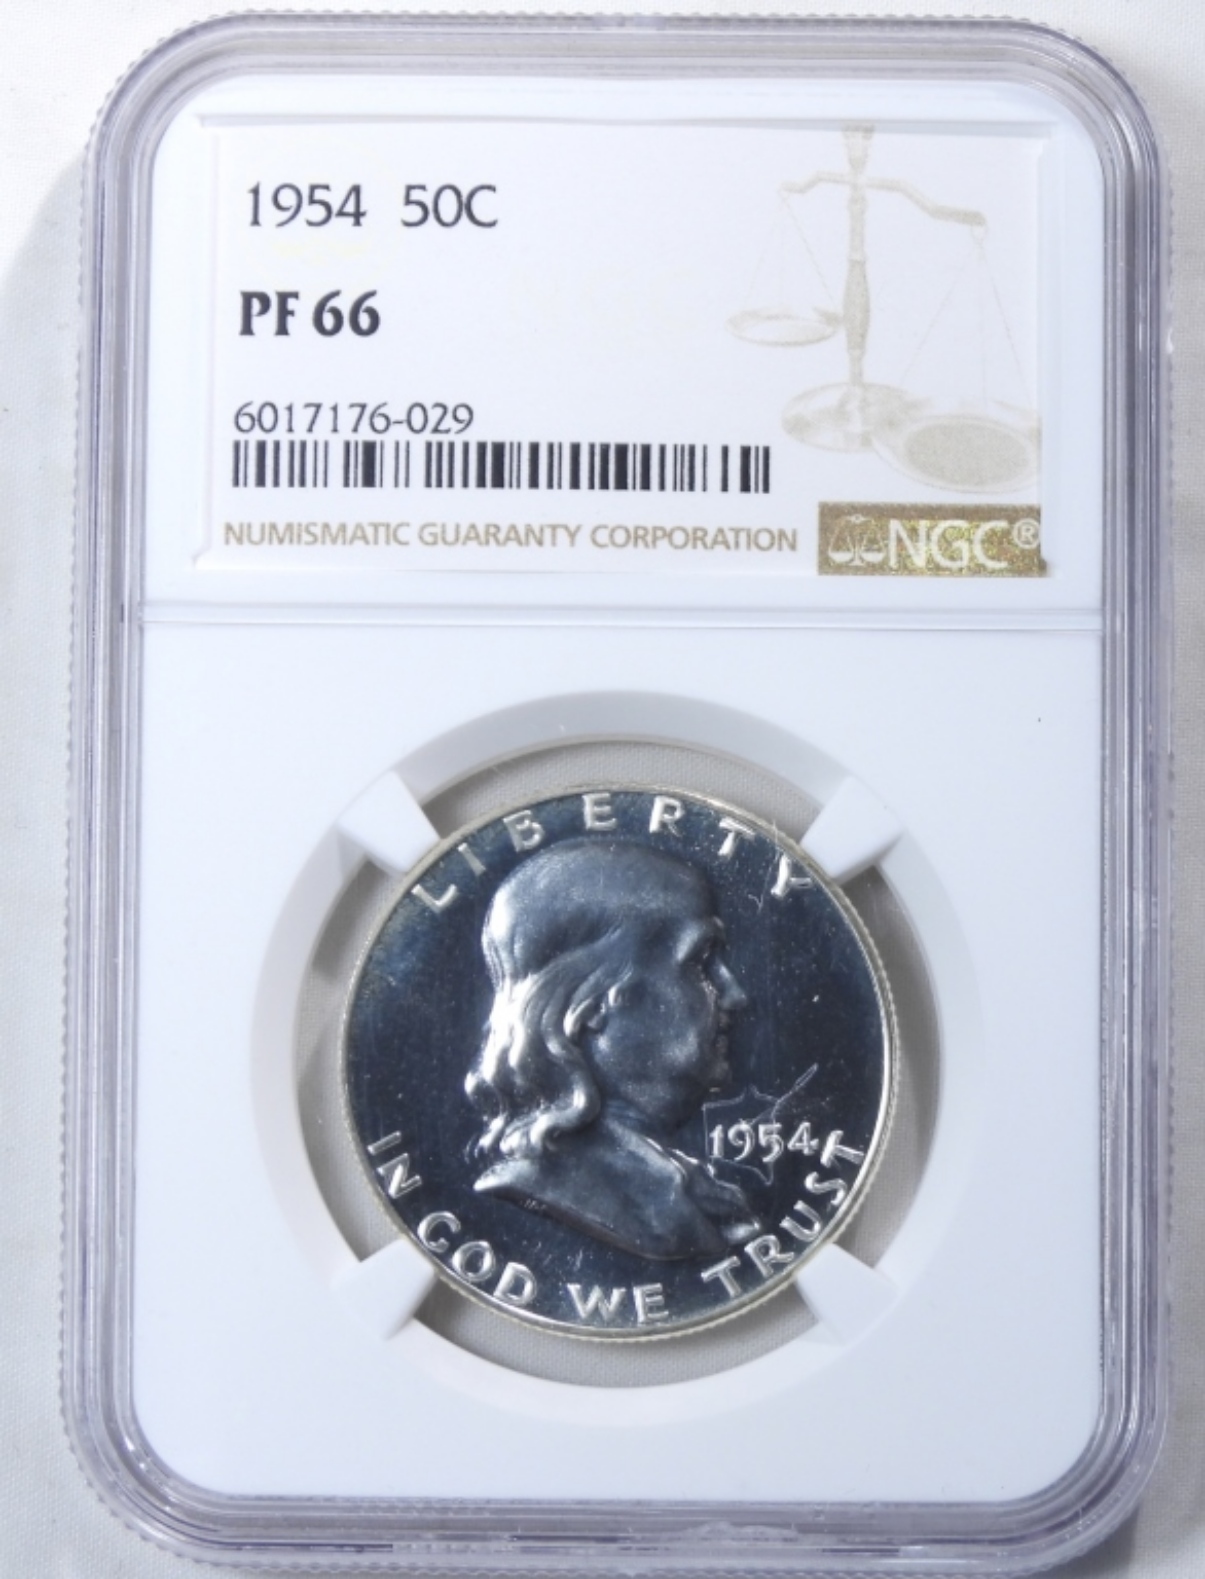 1954 50C
PF 66
6017176-029
NUMISMATIC GUARANTY CORPORATION NGC®
LIBERTY
1954
IN GOD WE TRUST